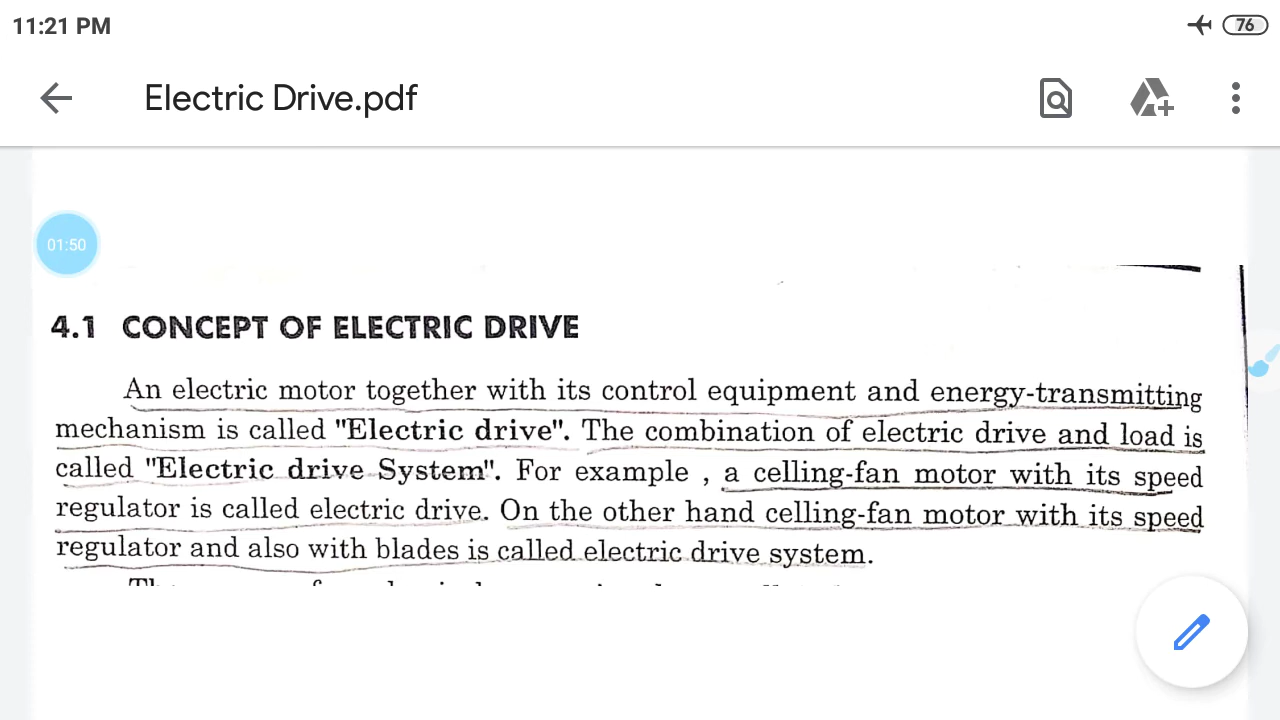 11:21 PM
76
Electric Drive.pdf
01:50
4.1 CONCEPT OF ELECTRIC DRIVE
An electric motor together with its control equipment and energy-transmitting
mechanism is called "Electric drive". The combination of electric drive and load is
called "Electric drive System". For example , a celling-fan motor with its speed
regulator is called electric drive. On the other hand celling-fan motor with its speed
regulator and also with blades is called electric drive system.